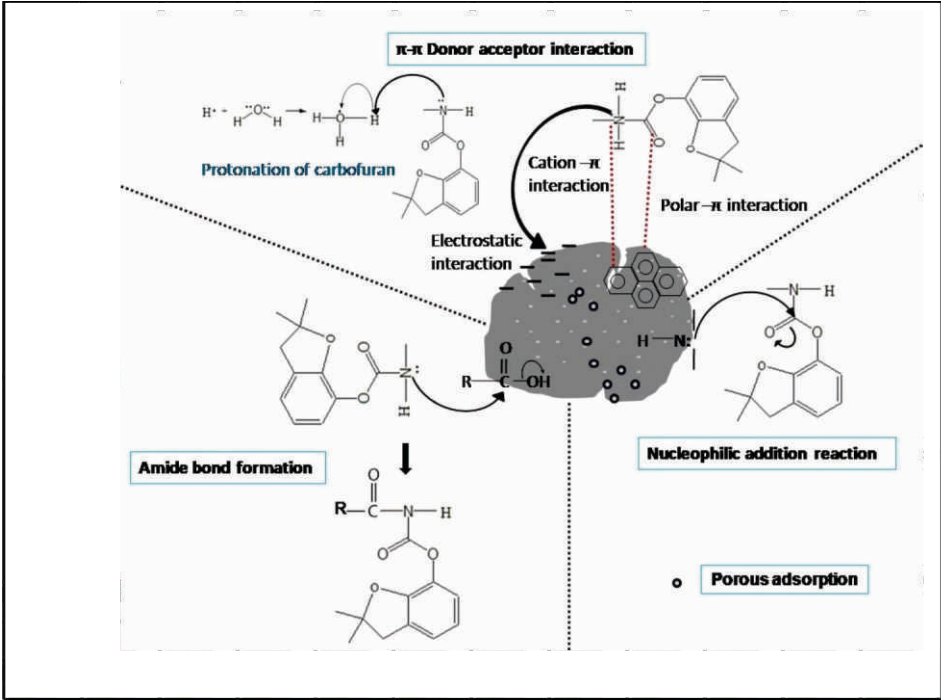 π-π Donor acceptor interaction
H• + H O H → H O H H
N H
O O
O
Protonation of carbofuran
H
N
H
O
O
O
Cation –π
interaction
Polar –π interaction
Electrostatic
interaction
N H
O O
O
H N:
O
O
O
N:
H
O
R C OH
Nucleophilic addition reaction
Amide bond formation
O
R C N H
O O
O
Porous adsorption